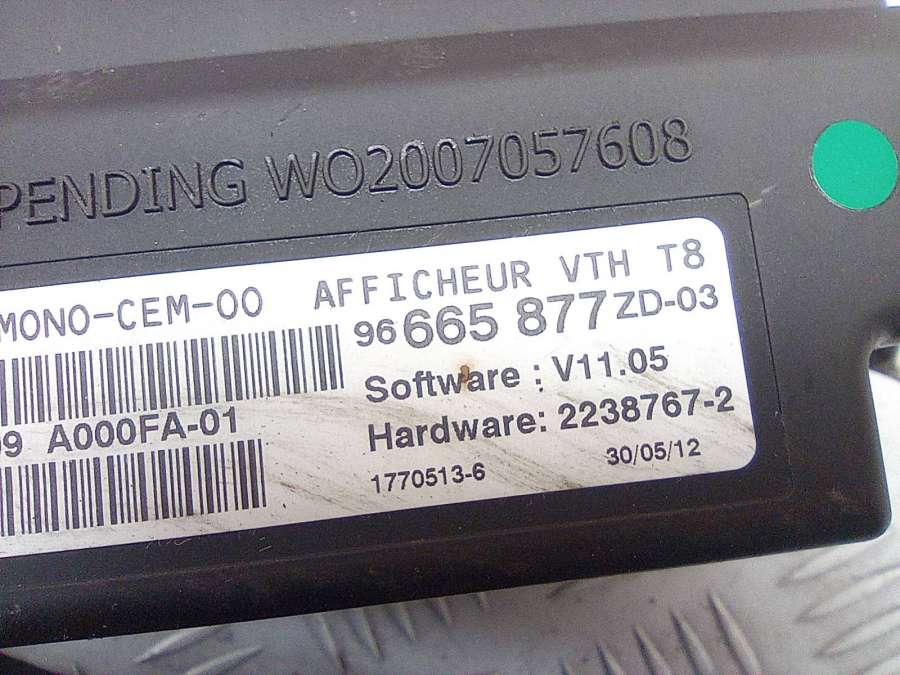 PENDING WO2007057608
MONO-CEM-00 AFFICHEUR VTH T8
96 665 877 ZD-03
Software : V11.05
99 A000FA-01
Hardware: 2238767-2
1770513-6 30/05/12